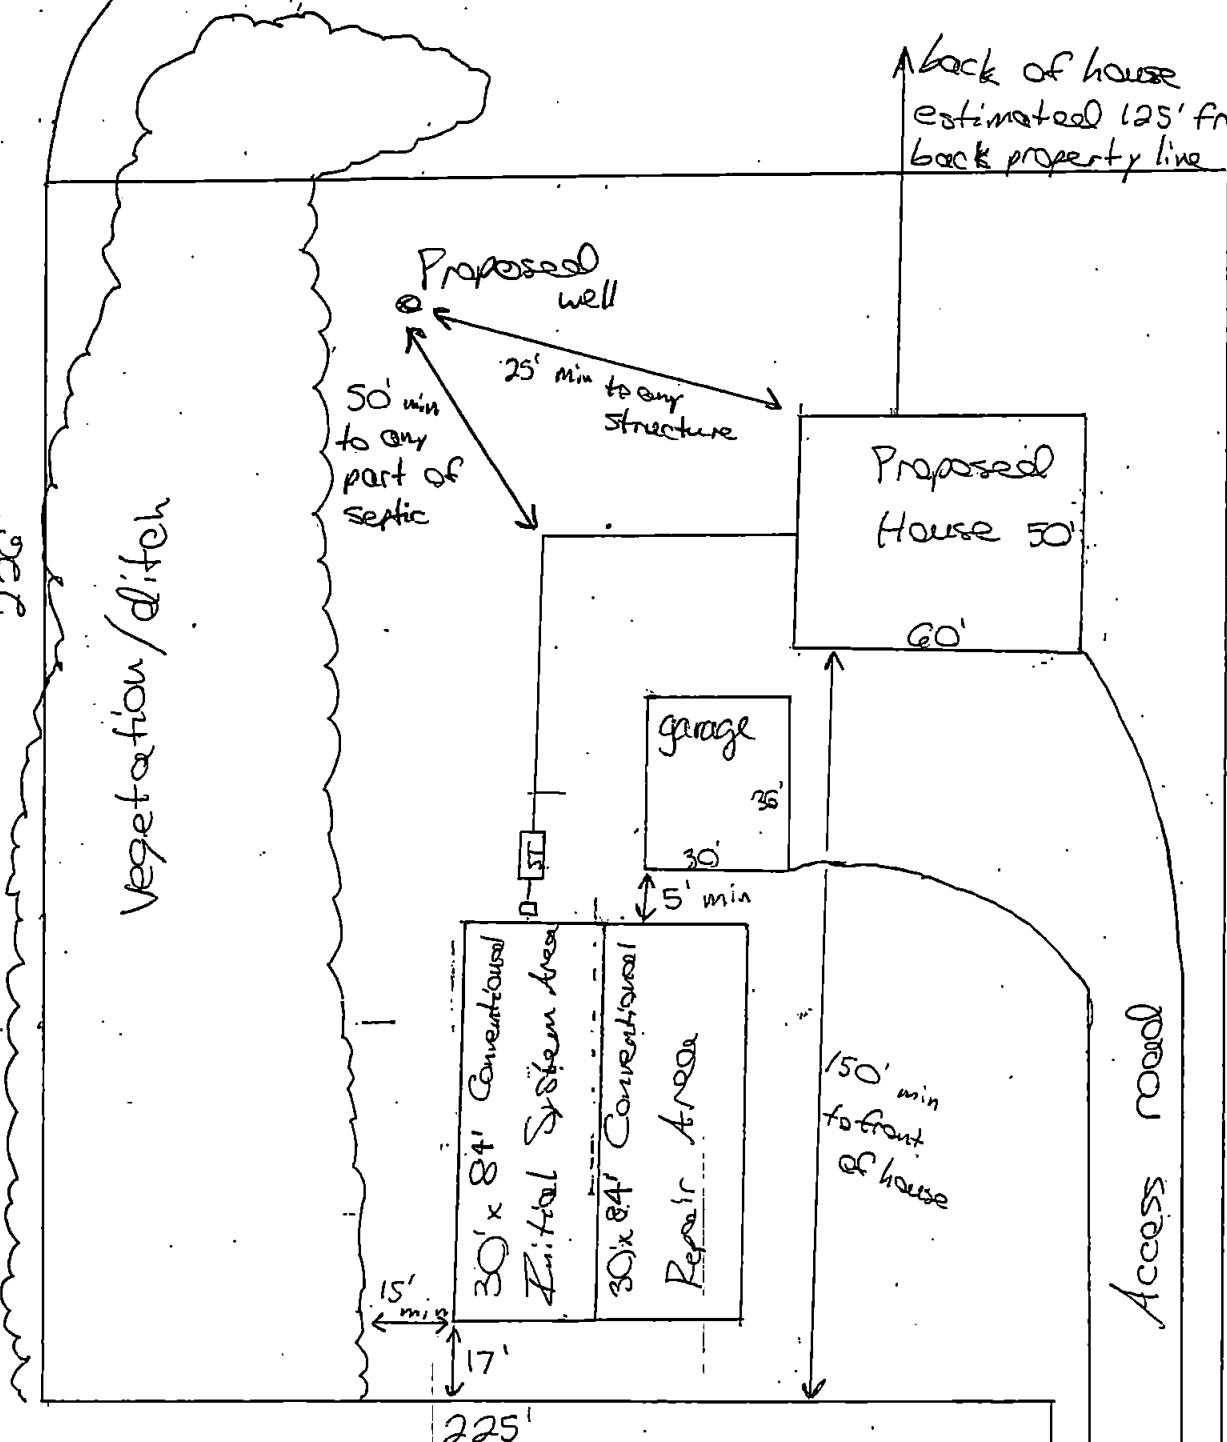 back of house
estimated 125' fr
back property line
Proposed
well
25' min to any
structure
50' min
to any
part of
septic
Proposed
House 50'
60'
vegetation/ditch
garage
30'
5' min
ST
30' x 84' Conventional
Initial System Area
30' x 84' Conventional
Repair Area
150' min
to front
of house
Access road
15'
min
17'
225'